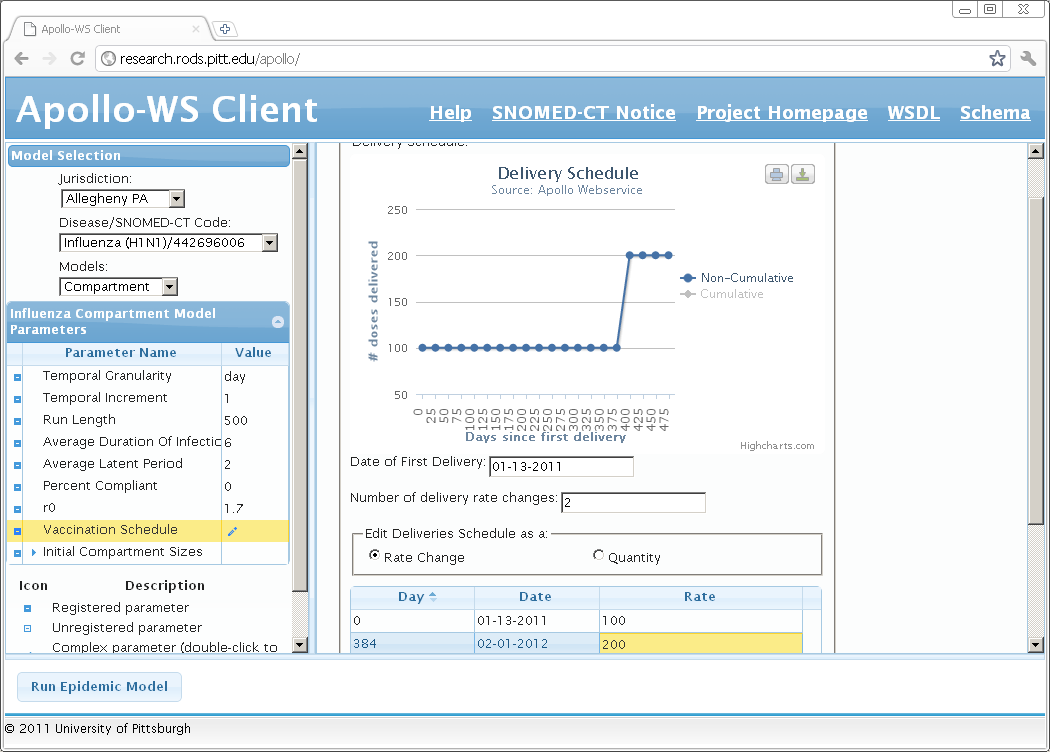 Apollo-WS Client
research.rods.pitt.edu/apollo/
Apollo-WS Client
Help
SNOMED-CT Notice
Project Homepage
WSDL
Schema
Model Selection
Jurisdiction:
Allegheny PA
Disease/SNOMED-CT Code:
Influenza (H1N1)/442696006
Models:
Compartment
Influenza Compartment Model
Parameters
Parameter Name Value
Temporal Granularity day
Temporal Increment 1
Run Length 500
Average Duration Of Infectic 6
Average Latent Period 2
Percent Compliant 0
r0 1.7
Vaccination Schedule
Initial Compartment Sizes
Icon Description
Registered parameter
Unregistered parameter
Complex parameter (double-click to
Delivery Schedule:
Delivery Schedule
Source: Apollo Webservice
# doses delivered
250
200
150
100
50
0 25 50 75 100 125 150 175 200 225 250 275 300 325 350 375 400 425 450 475
Days since first delivery
Non-Cumulative
Cumulative
Highcharts.com
Date of First Delivery: 01-13-2011
Number of delivery rate changes: 2
Edit Deliveries Schedule as a:
Rate Change Quantity
Day Date Rate
0 01-13-2011 100
384 02-01-2012 200
Run Epidemic Model
© 2011 University of Pittsburgh